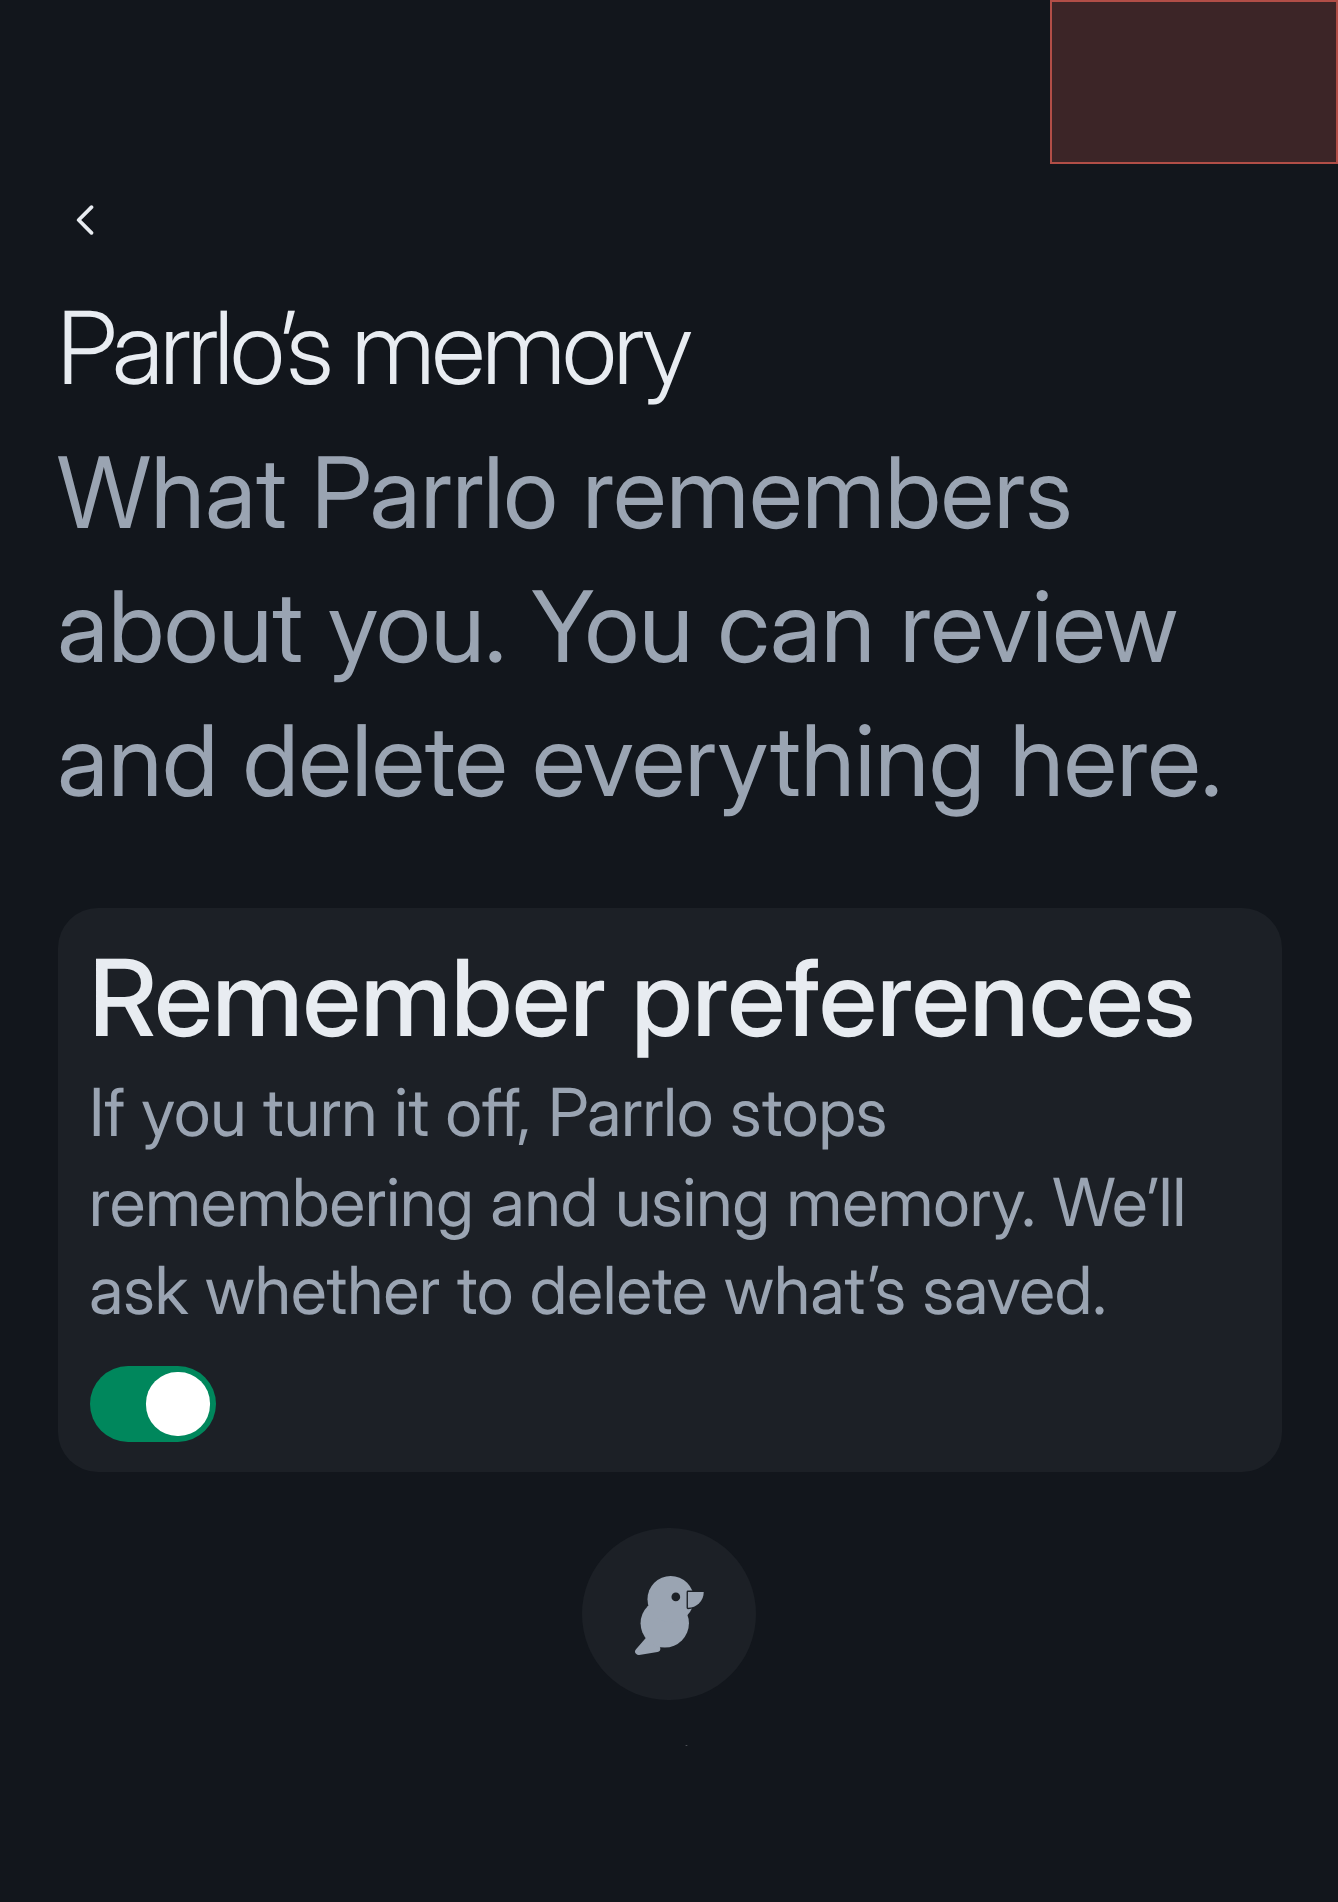 Parrlo’s memory
What Parrlo remembers
about you. You can review
and delete everything here.
Remember preferences
If you turn it off, Parrlo stops
remembering and using memory. We’ll
ask whether to delete what’s saved.